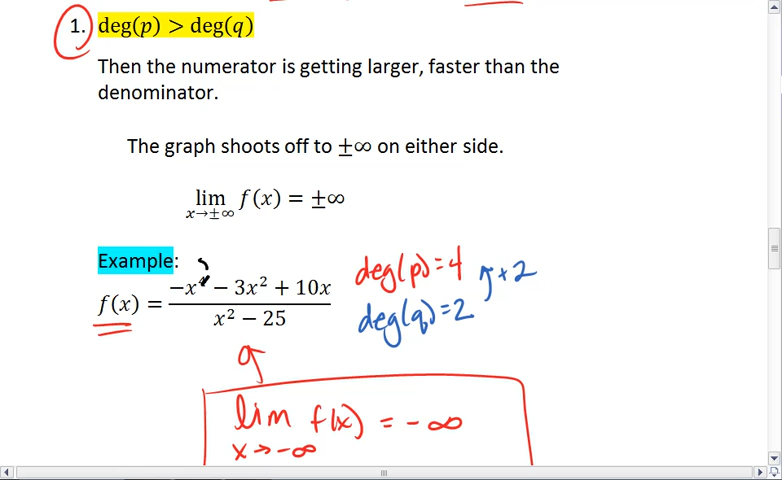 1. deg(p) > deg(q)
Then the numerator is getting larger, faster than the
denominator.
The graph shoots off to ±∞ on either side.
lim f(x) = ±∞
x→±∞
Example:
f(x) = (−x⁴ − 3x² + 10x)/(x² − 25)
deg(p)=4
deg(q)=2
+2
lim f(x) = -∞
x→-∞